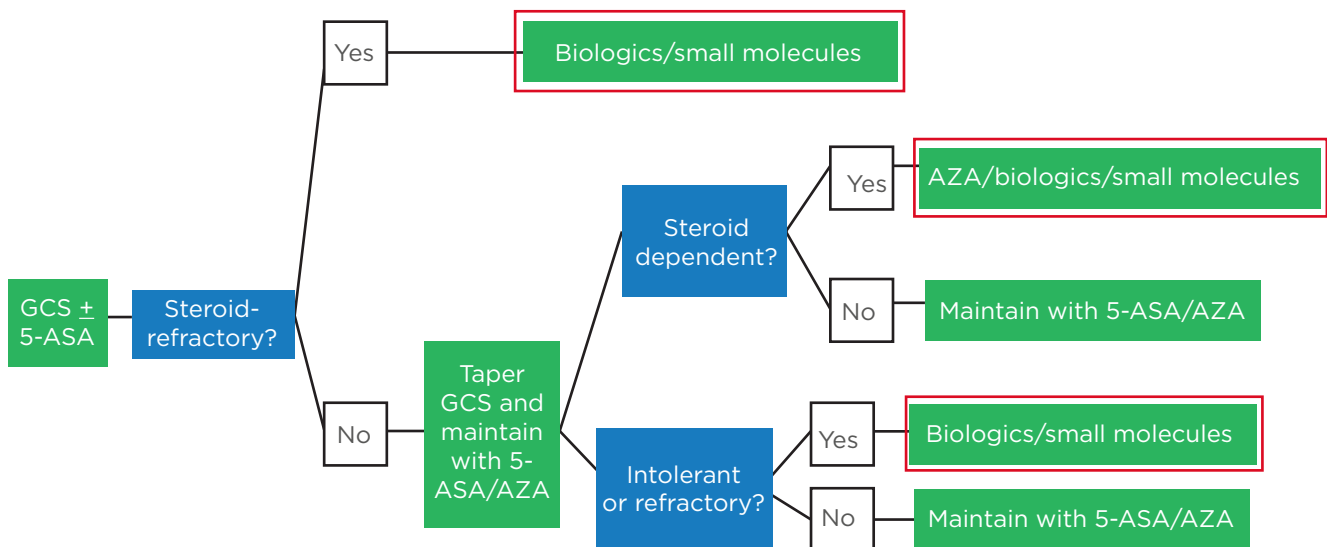 Yes
Biologics/small molecules
Yes
AZA/biologics/small molecules
Steroid
dependent?
GCS ±
5-ASA
Steroid-
refractory?
No
Maintain with 5-ASA/AZA
Taper
GCS and
maintain
with 5-
ASA/AZA
No
Yes
Biologics/small molecules
Intolerant
or refractory?
No
Maintain with 5-ASA/AZA